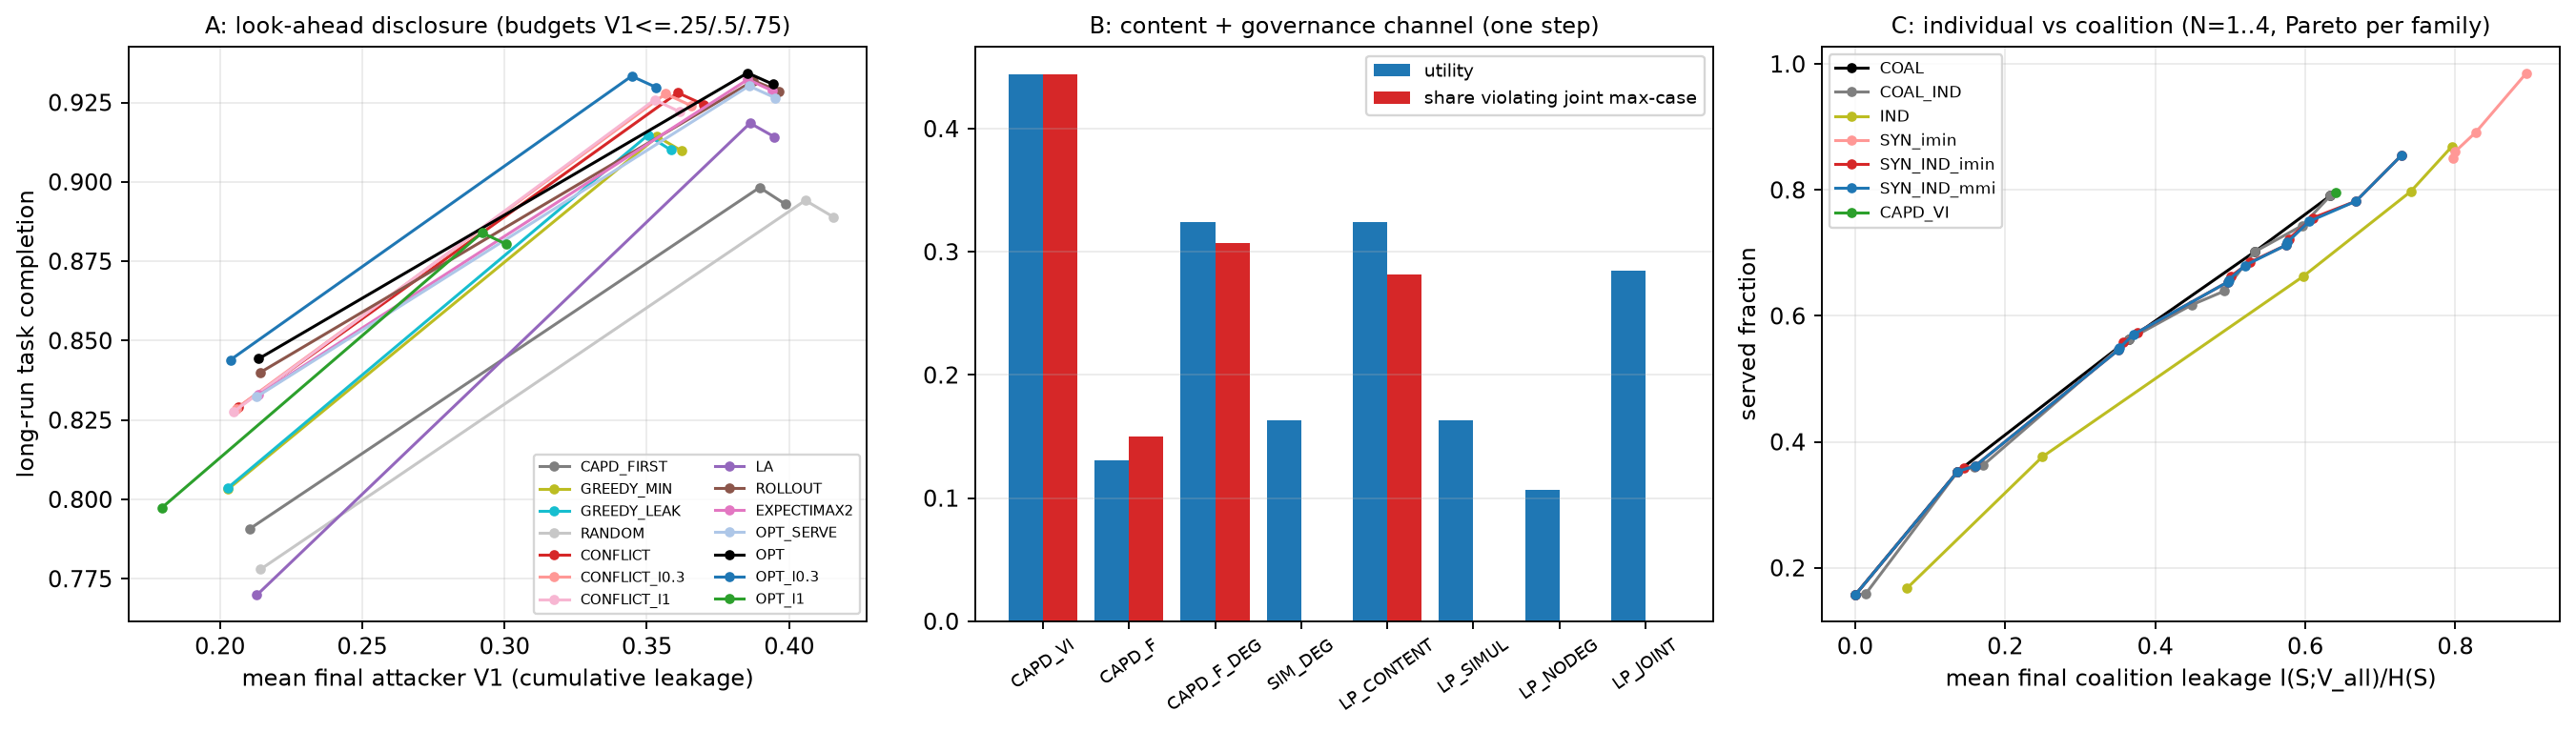 A: look-ahead disclosure (budgets V1<=.25/.5/.75)
long-run task completion
0.925
0.900
0.875
0.850
0.825
0.800
0.775
0.20
0.25
0.30
0.35
0.40
mean final attacker V1 (cumulative leakage)
CAPD_FIRST
GREEDY_MIN
GREEDY_LEAK
RANDOM
CONFLICT
CONFLICT_I0.3
CONFLICT_I1
LA
ROLLOUT
EXPECTIMAX2
OPT_SERVE
OPT
OPT_I0.3
OPT_I1
B: content + governance channel (one step)
utility
share violating joint max-case
0.4
0.3
0.2
0.1
0.0
CAPD_VI
CAPD_F
CAPD_F_DEG
SIM_DEG
LP_CONTENT
LP_SIMUL
LP_NODEG
LP_JOINT
C: individual vs coalition (N=1..4, Pareto per family)
COAL
COAL_IND
IND
SYN_imin
SYN_IND_imin
SYN_IND_mmi
CAPD_VI
served fraction
1.0
0.8
0.6
0.4
0.2
0.0
0.2
0.4
0.6
0.8
mean final coalition leakage I(S;V_all)/H(S)